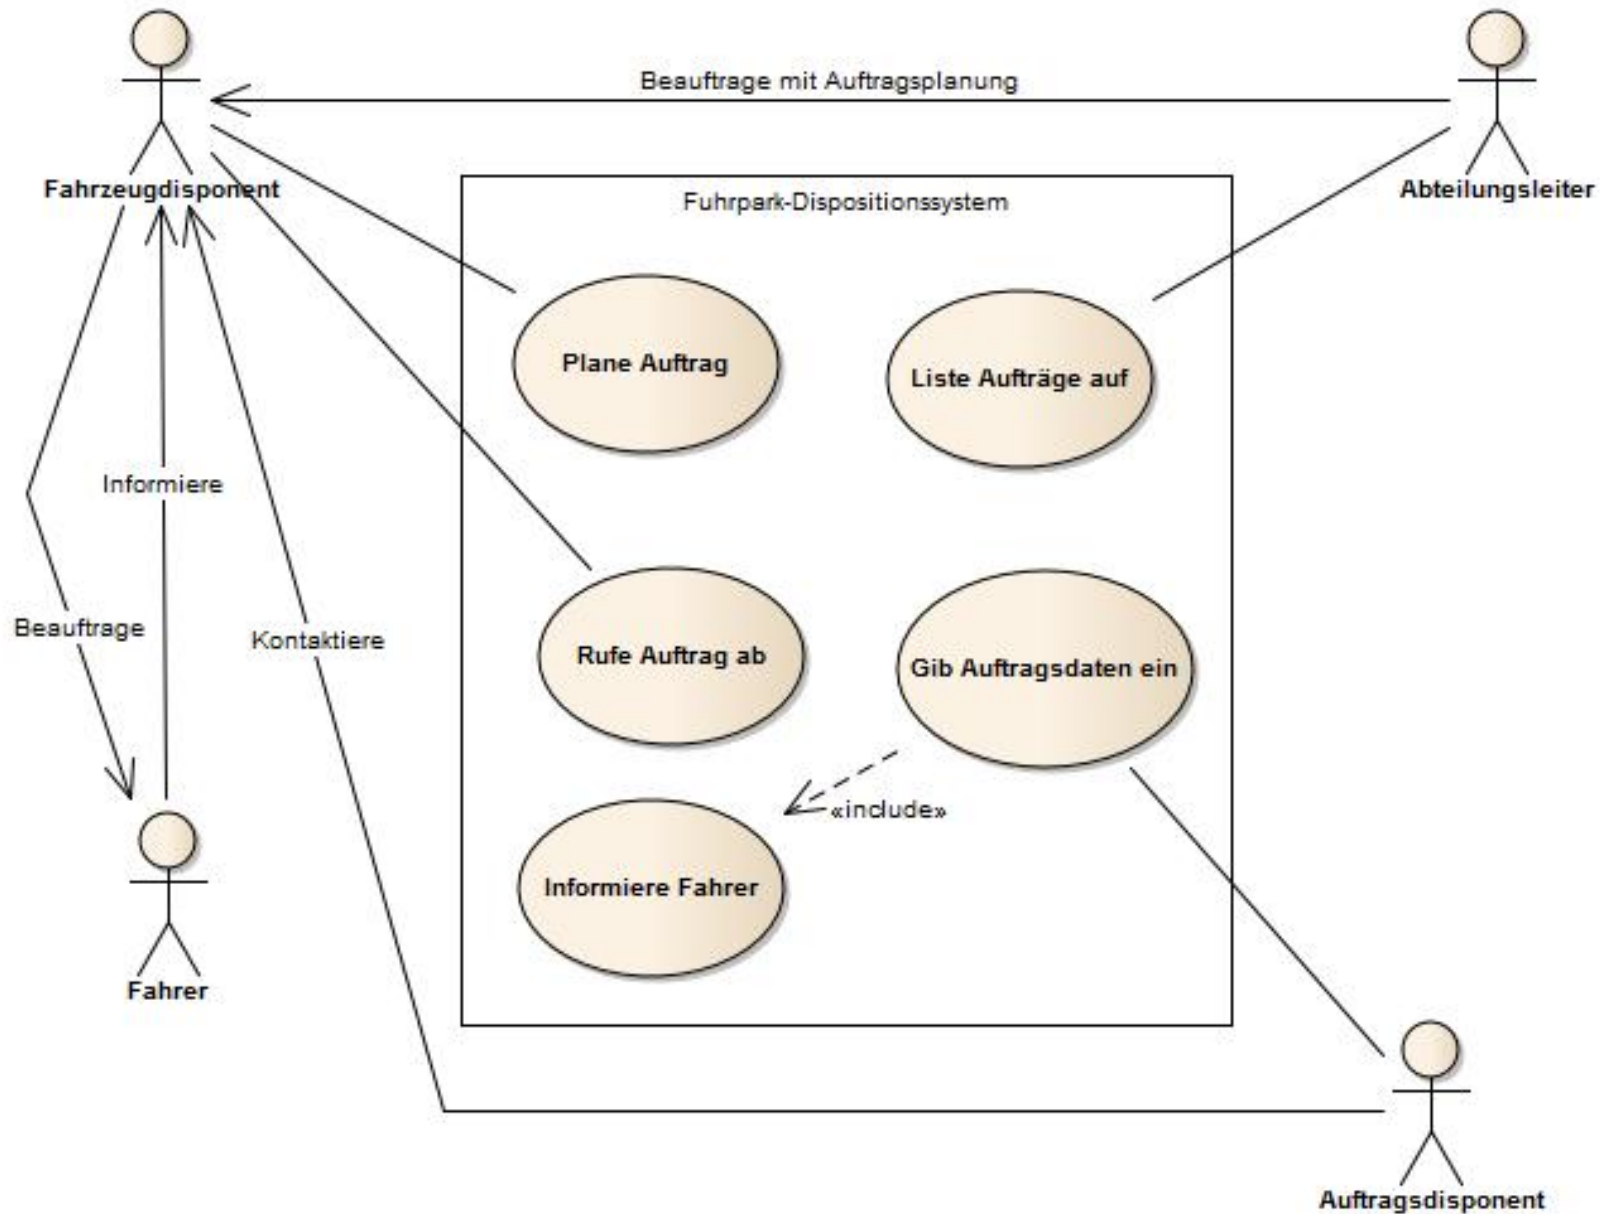 Beauftrage mit Auftragsplanung
Fahrzeugdisponent
Abteilungsleiter
Fuhrpark-Dispositionssystem
Plane Auftrag
Liste Aufträge auf
Informiere
Beauftrage
Kontaktiere
Rufe Auftrag ab
Gib Auftragsdaten ein
«include»
Informiere Fahrer
Fahrer
Auftragsdisponent